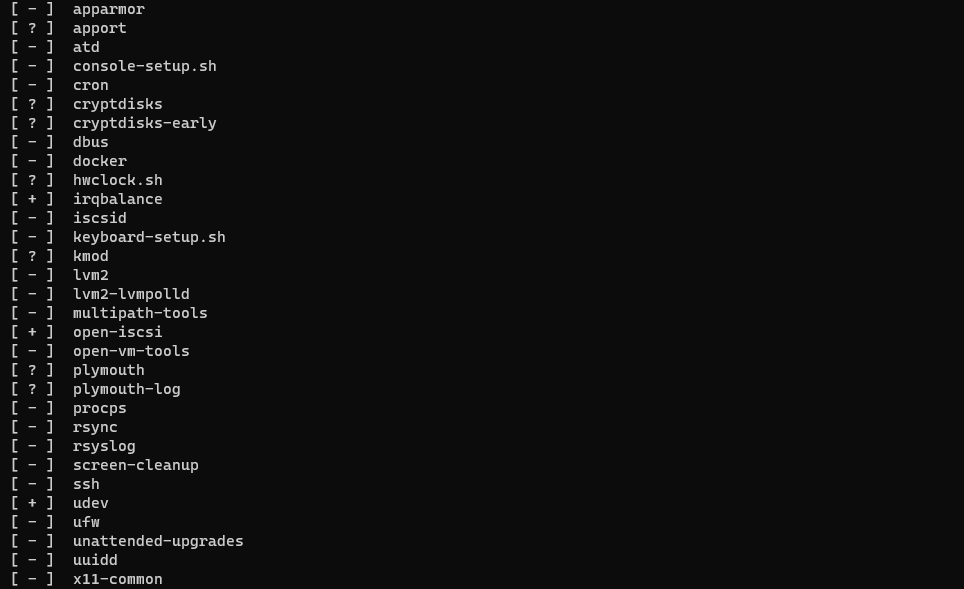 [ - ]  apparmor
[ ? ]  apport
[ - ]  atd
[ - ]  console-setup.sh
[ - ]  cron
[ ? ]  cryptdisks
[ ? ]  cryptdisks-early
[ - ]  dbus
[ - ]  docker
[ ? ]  hwclock.sh
[ + ]  irqbalance
[ - ]  iscsid
[ - ]  keyboard-setup.sh
[ ? ]  kmod
[ - ]  lvm2
[ - ]  lvm2-lvmpolld
[ - ]  multipath-tools
[ + ]  open-iscsi
[ - ]  open-vm-tools
[ ? ]  plymouth
[ ? ]  plymouth-log
[ - ]  procps
[ - ]  rsync
[ - ]  rsyslog
[ - ]  screen-cleanup
[ - ]  ssh
[ + ]  udev
[ - ]  ufw
[ - ]  unattended-upgrades
[ - ]  uuidd
[ - ]  x11-common